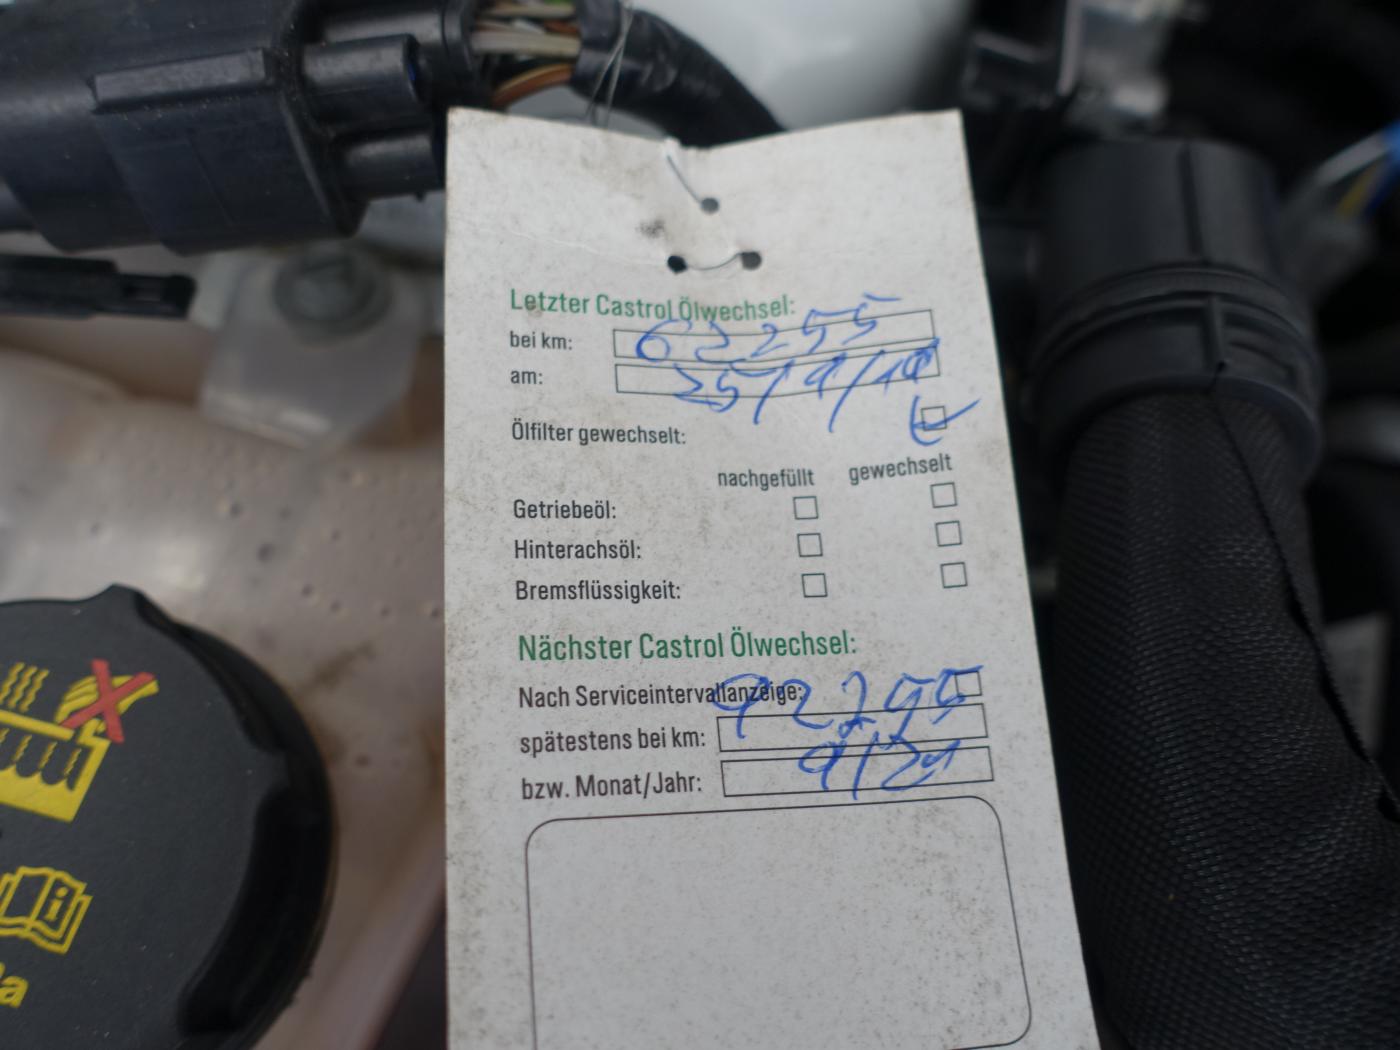 Letzter Castrol Ölwechsel:
bei km: 62255
am: 25/9/19
Ölfilter gewechselt:
nachgefüllt gewechselt
Getriebeöl:
Hinterachsöl:
Bremsflüssigkeit:
Nächster Castrol Ölwechsel:
Nach Serviceintervallanzeige:
spätestens bei km: 92255
bzw. Monat/Jahr: 9/21